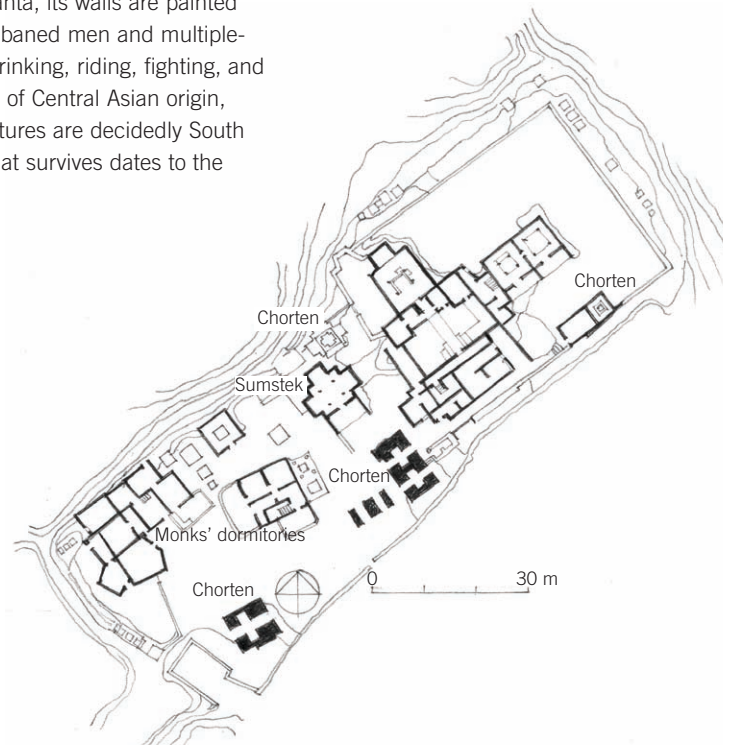 nta, its walls are painted
baned men and multiple-
rinking, riding, fighting, and
of Central Asian origin,
tures are decidedly South
at survives dates to the
Chorten
Chorten
Sumstek
Chorten
Monks' dormitories
Chorten
0 30 m